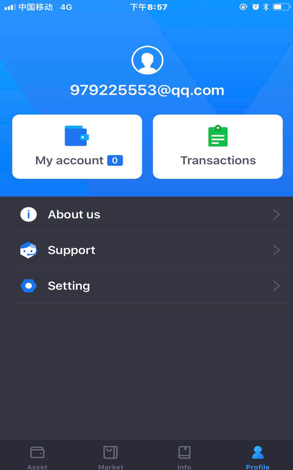 中国移动 4G 下午8:57
979225553@qq.com
My account 0 Transactions
About us
Support
Setting
Asset Market Info Profile